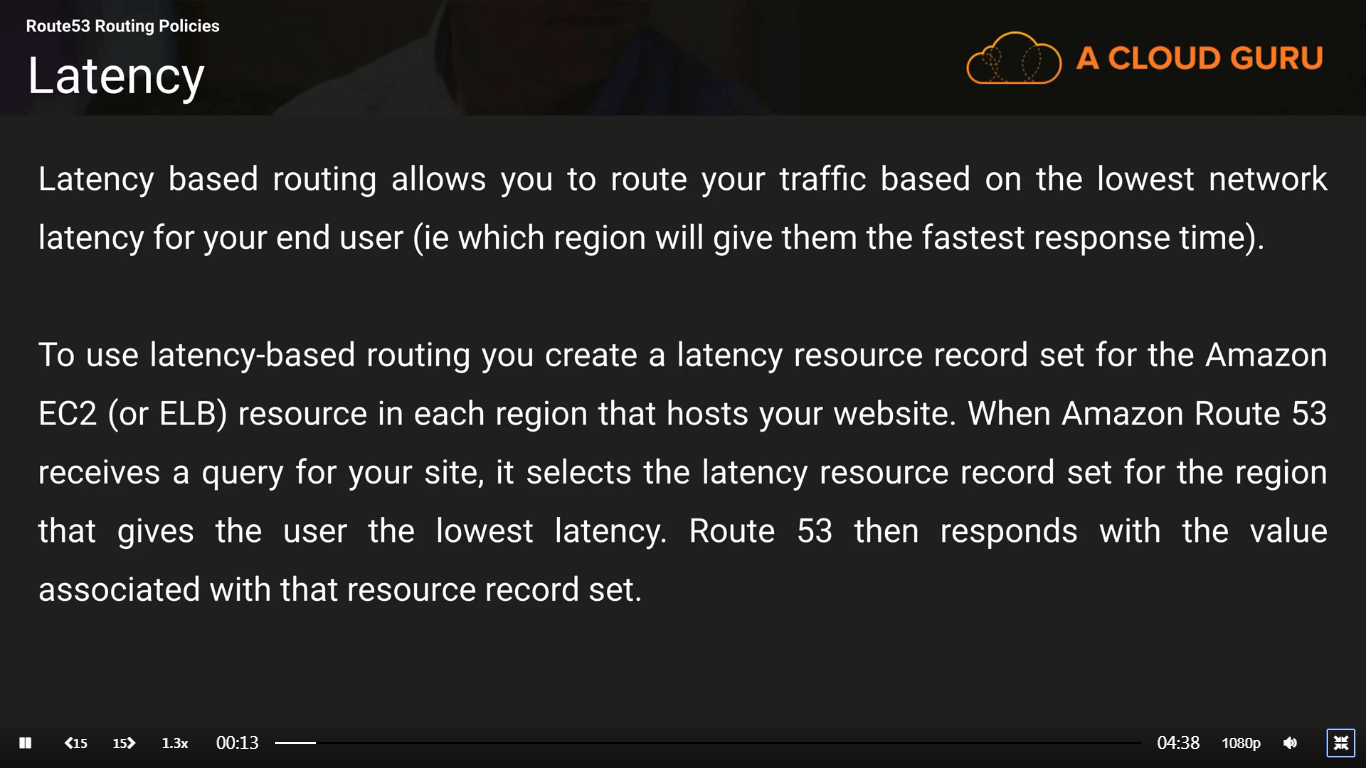 Route53 Routing Policies
Latency
A CLOUD GURU
Latency based routing allows you to route your traffic based on the lowest network
latency for your end user (ie which region will give them the fastest response time).
To use latency-based routing you create a latency resource record set for the Amazon
EC2 (or ELB) resource in each region that hosts your website. When Amazon Route 53
receives a query for your site, it selects the latency resource record set for the region
that gives the user the lowest latency. Route 53 then responds with the value
associated with that resource record set.
15 15 1.3x 00:13 04:38 1080p